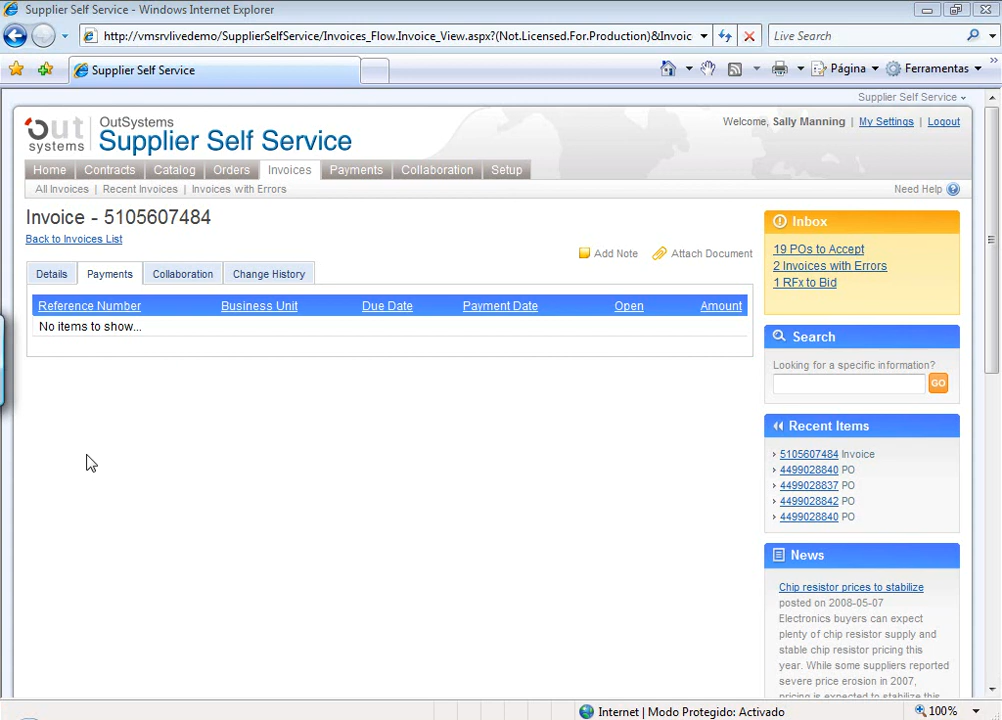 Supplier Self Service - Windows Internet Explorer
http://vmsrvlivedemo/SupplierSelfService/Invoices_Flow.Invoice_View.aspx?(Not.Licensed.For.Production)&Invoic
Live Search
Supplier Self Service
Página
Ferramentas
Supplier Self Service
out systems
OutSystems
Supplier Self Service
Welcome, Sally Manning | My Settings | Logout
Home Contracts Catalog Orders Invoices Payments Collaboration Setup
All Invoices | Recent Invoices | Invoices with Errors
Need Help
Invoice - 5105607484
Back to Invoices List
Add Note Attach Document
Details Payments Collaboration Change History
Reference Number Business Unit Due Date Payment Date Open Amount
No items to show...
Inbox
19 POs to Accept
2 Invoices with Errors
1 RFx to Bid
Search
Looking for a specific information?
GO
Recent Items
5105607484 Invoice
4499028840 PO
4499028837 PO
4499028842 PO
4499028840 PO
News
Chip resistor prices to stabilize
posted on 2008-05-07
Electronics buyers can expect
plenty of chip resistor supply and
stable chip resistor pricing this
year. While some suppliers reported
severe price erosion in 2007,
pricing is expected to stabilize this
Internet | Modo Protegido: Activado
100%